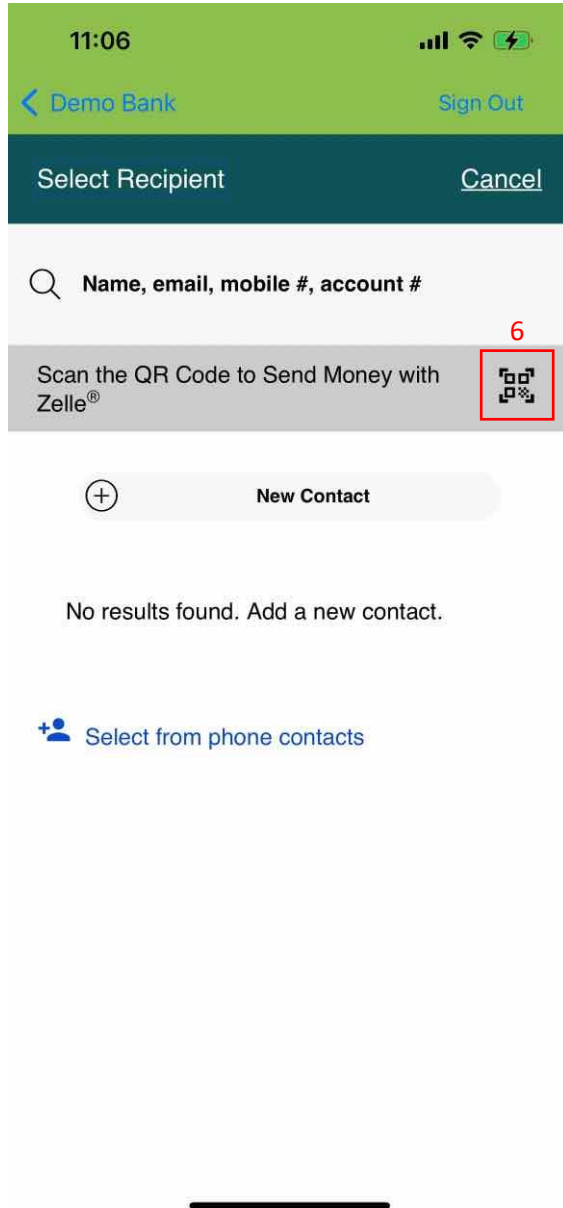 11:06
Demo Bank Sign Out
Select Recipient Cancel
Name, email, mobile #, account #
6
Scan the QR Code to Send Money with
Zelle®
New Contact
No results found. Add a new contact.
Select from phone contacts